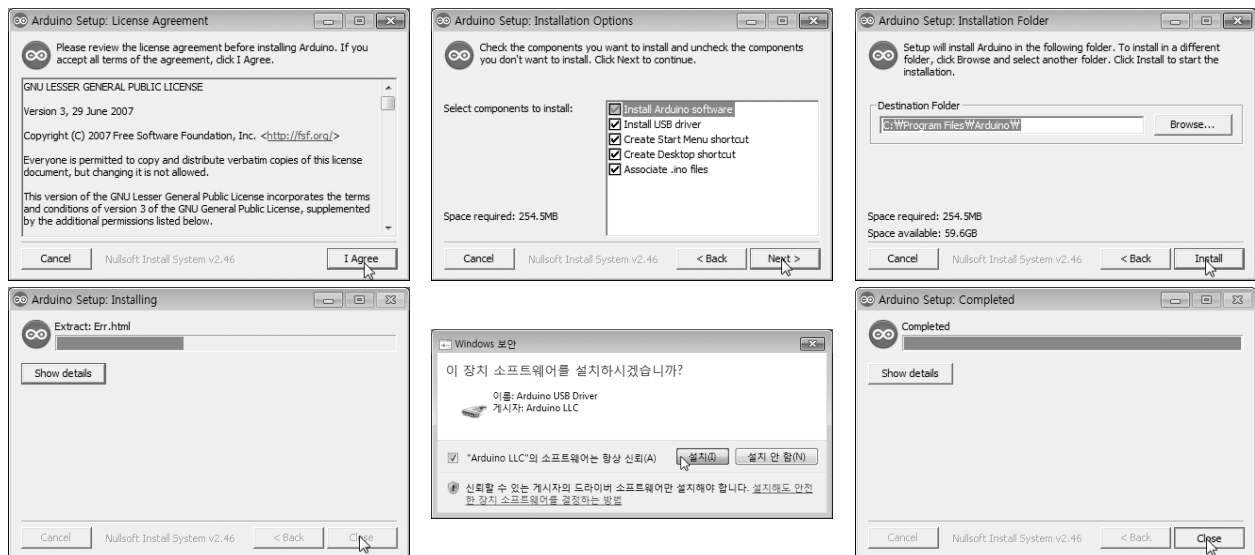 Arduino Setup: License Agreement
Please review the license agreement before installing Arduino. If you
accept all terms of the agreement, click I Agree.
GNU LESSER GENERAL PUBLIC LICENSE
Version 3, 29 June 2007
Copyright (C) 2007 Free Software Foundation, Inc. <http://fsf.org/>
Everyone is permitted to copy and distribute verbatim copies of this license
document, but changing it is not allowed.
This version of the GNU Lesser General Public License incorporates the terms
and conditions of version 3 of the GNU General Public License, supplemented
by the additional permissions listed below.
Cancel
Nullsoft Install System v2.46
I Agree
Arduino Setup: Installation Options
Check the components you want to install and uncheck the components
you don't want to install. Click Next to continue.
Select components to install:
Install Arduino software
Install USB driver
Create Start Menu shortcut
Create Desktop shortcut
Associate .ino files
Space required: 254.5MB
Cancel
Nullsoft Install System v2.46
< Back
Next >
Arduino Setup: Installation Folder
Setup will install Arduino in the following folder. To install in a different
folder, click Browse and select another folder. Click Install to start the
installation.
Destination Folder
C:₩Program Files₩Arduino₩
Browse...
Space required: 254.5MB
Space available: 59.6GB
Cancel
Nullsoft Install System v2.46
< Back
Install
Arduino Setup: Installing
Extract: Err.html
Show details
Cancel
Nullsoft Install System v2.46
< Back
Close
Windows 보안
이 장치 소프트웨어를 설치하시겠습니까?
이름: Arduino USB Driver
게시자: Arduino LLC
"Arduino LLC"의 소프트웨어는 항상 신뢰(A)
설치(I)
설치 안 함(N)
신뢰할 수 있는 게시자의 드라이버 소프트웨어만 설치해야 합니다. 설치해도 안전
한 장치 소프트웨어를 결정하는 방법
Arduino Setup: Completed
Completed
Show details
Cancel
Nullsoft Install System v2.46
< Back
Close